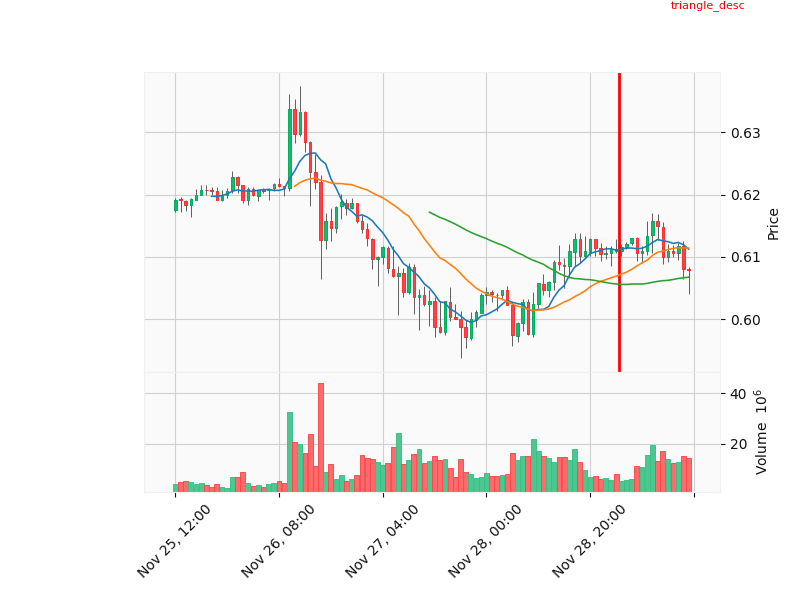 triangle_desc
0.63
0.62
0.61
0.60
Price
40
20
Volume 10^6
Nov 25, 12:00
Nov 26, 08:00
Nov 27, 04:00
Nov 28, 00:00
Nov 28, 20:00